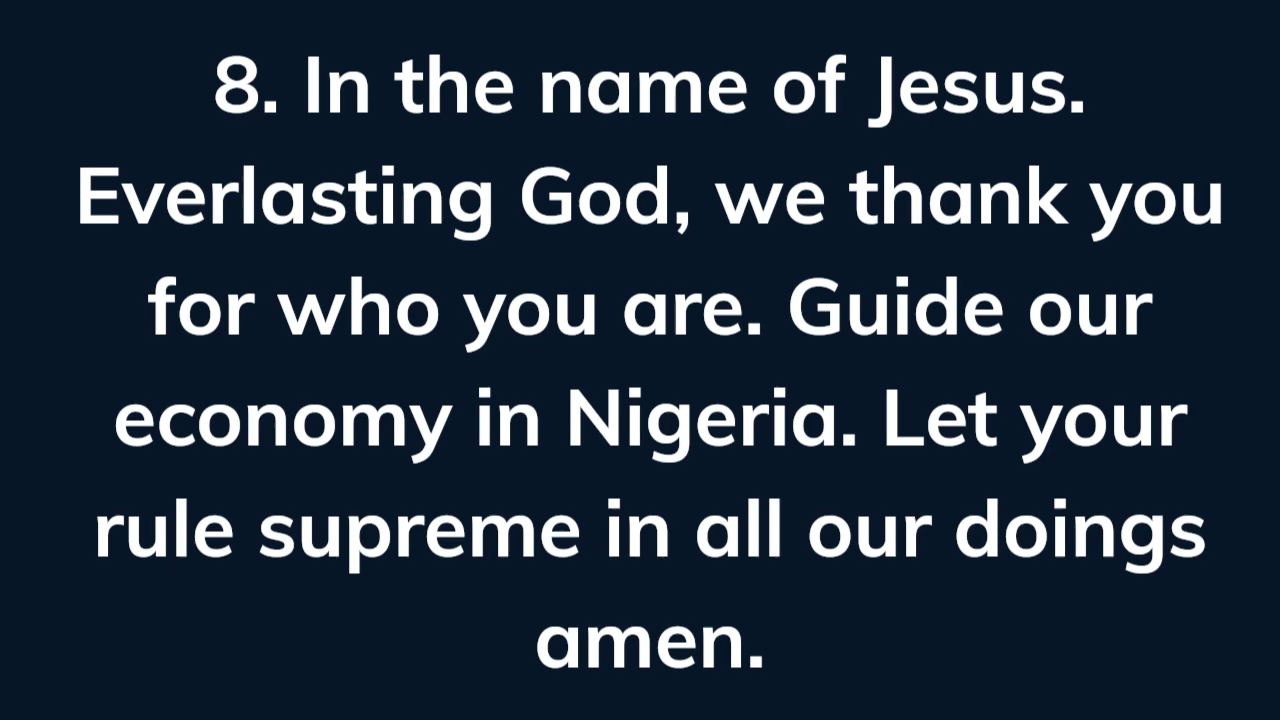 8. In the name of Jesus.
Everlasting God, we thank you
for who you are. Guide our
economy in Nigeria. Let your
rule supreme in all our doings
amen.